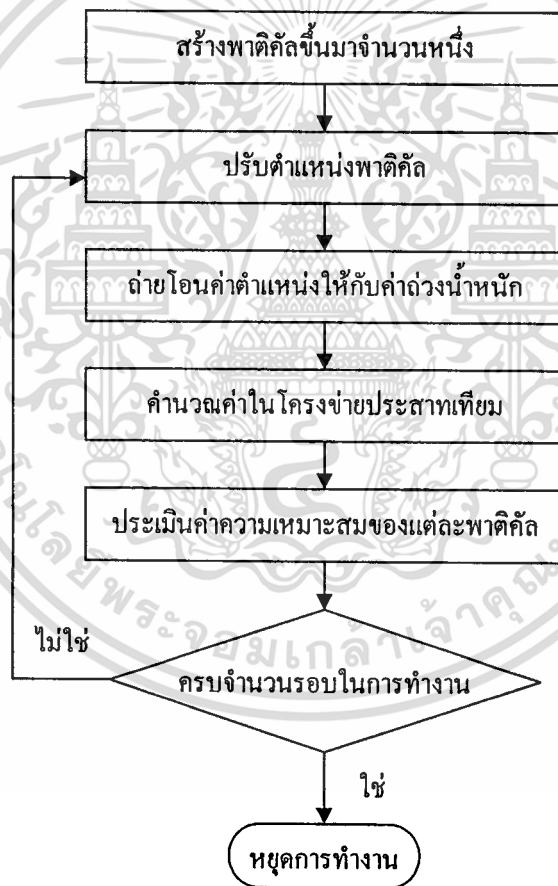 สร้างพาติคัลขึ้นมาจำนวนหนึ่ง
ปรับตำแหน่งพาติคัล
ถ่ายโอนค่าตำแหน่งให้กับค่าถ่วงน้ำหนัก
คำนวณค่าในโครงข่ายประสาทเทียม
ประเมินค่าความเหมาะสมของแต่ละพาติคัล
ไม่ใช่
ครบจำนวนรอบในการทำงาน
ใช่
หยุดการทำงาน